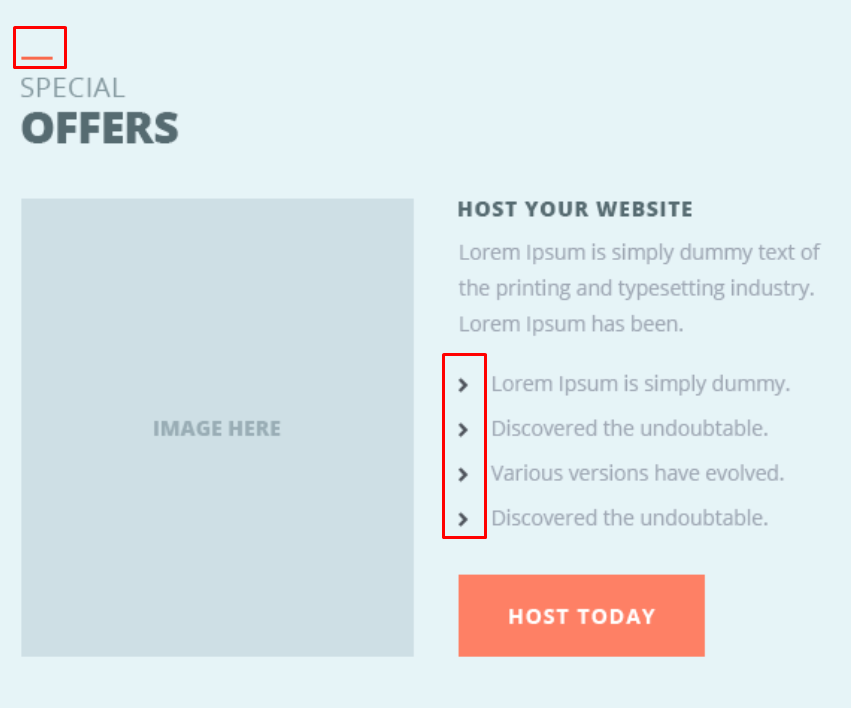 SPECIAL
OFFERS
IMAGE HERE
HOST YOUR WEBSITE
Lorem Ipsum is simply dummy text of
the printing and typesetting industry.
Lorem Ipsum has been.
Lorem Ipsum is simply dummy.
Discovered the undoubtable.
Various versions have evolved.
Discovered the undoubtable.
HOST TODAY